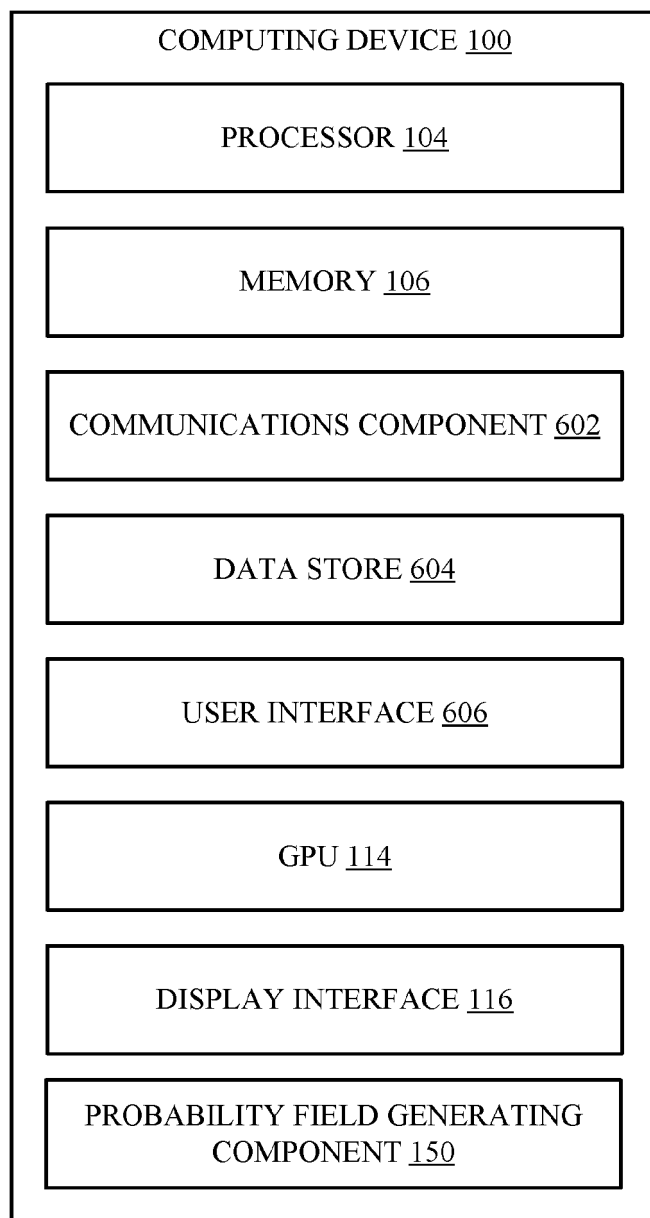 COMPUTING DEVICE 100
PROCESSOR 104
MEMORY 106
COMMUNICATIONS COMPONENT 602
DATA STORE 604
USER INTERFACE 606
GPU 114
DISPLAY INTERFACE 116
PROBABILITY FIELD GENERATING
COMPONENT 150